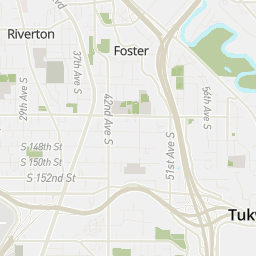 Riverton
Foster
37th Ave S
29th Ave S
42nd Ave S
56th Ave S
51st Ave S
S 148th St
S 150th St
S 152nd St
Tukw